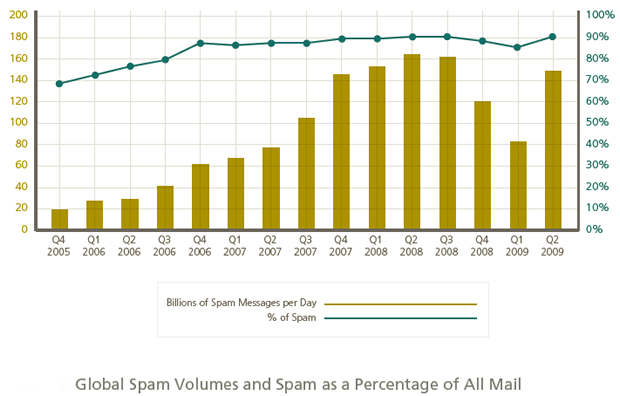 200 100%
180 90%
160 80%
140 70%
120 60%
100 50%
80 40%
60 30%
40 20%
20 10%
0 0%
Q4 Q1 Q2 Q3 Q4 Q1 Q2 Q3 Q4 Q1 Q2 Q3 Q4 Q1 Q2
2005 2006 2006 2006 2006 2007 2007 2007 2007 2008 2008 2008 2008 2009 2009
Billions of Spam Messages per Day
% of Spam
Global Spam Volumes and Spam as a Percentage of All Mail